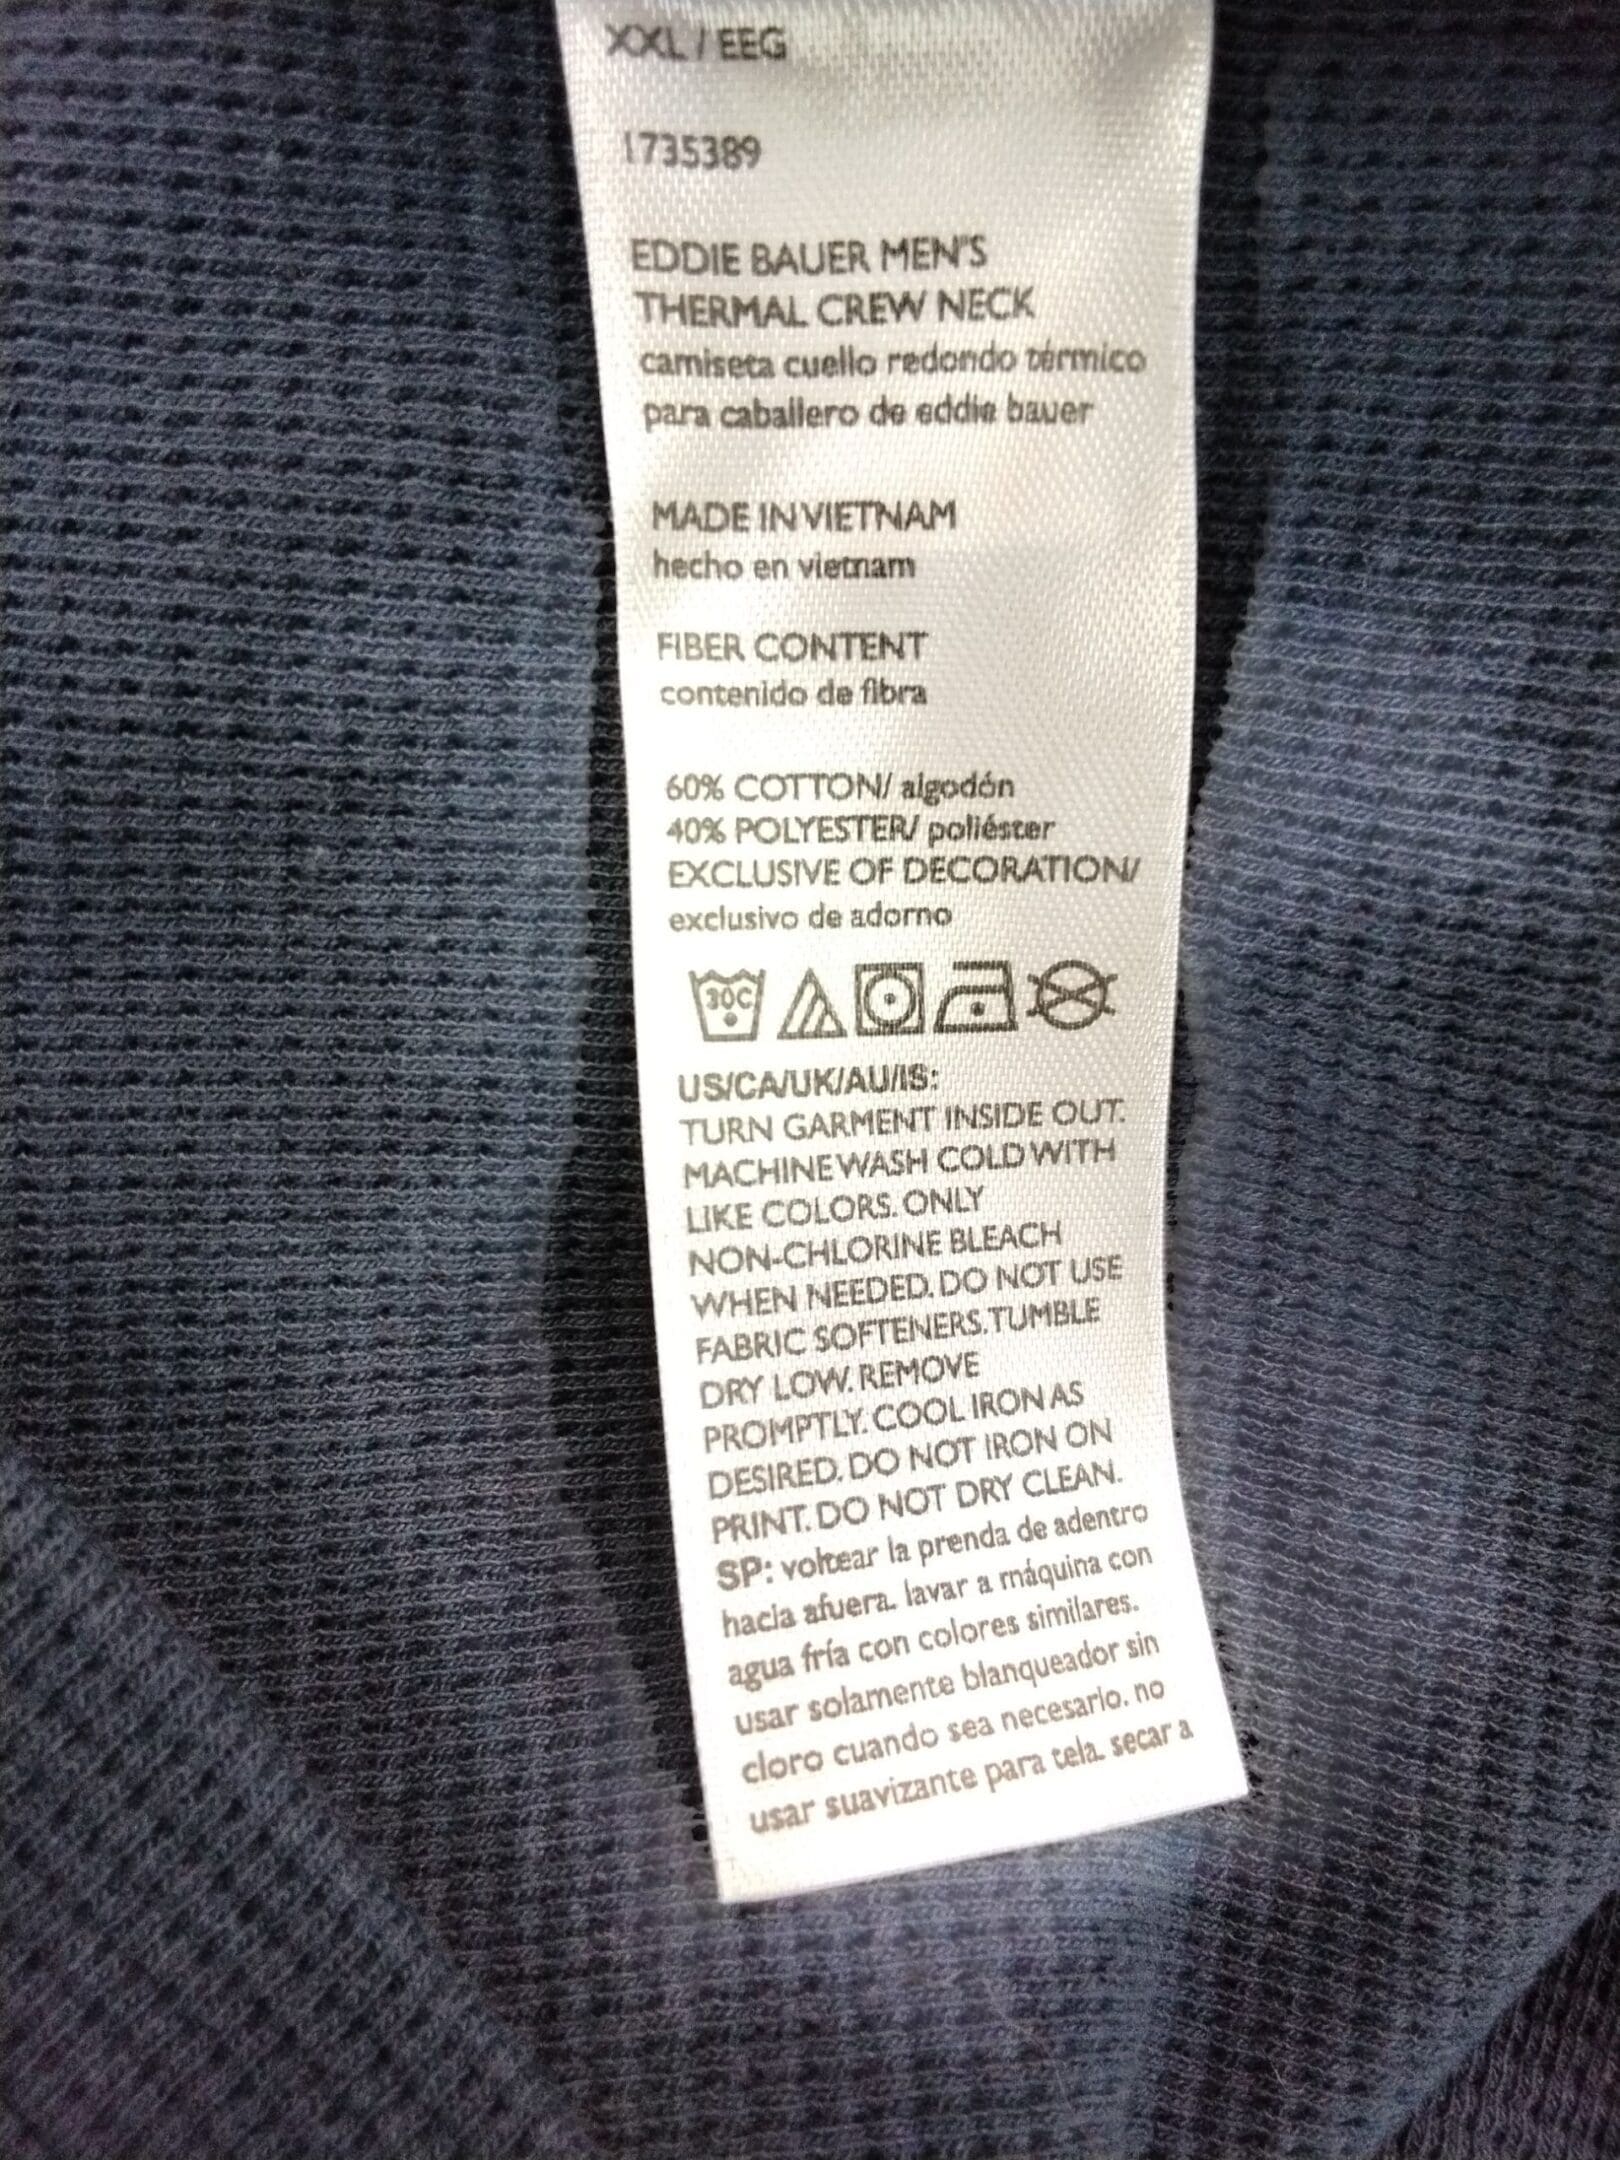 XXL / EEG
1735389
EDDIE BAUER MEN'S
THERMAL CREW NECK
camiseta cuello redondo térmico
para caballero de eddie bauer
MADE IN VIETNAM
hecho en vietnam
FIBER CONTENT
contenido de fibra
60% COTTON/ algodón
40% POLYESTER/ poliéster
EXCLUSIVE OF DECORATION/
exclusivo de adorno
30C
US/CA/UK/AU/IS:
TURN GARMENT INSIDE OUT.
MACHINE WASH COLD WITH
LIKE COLORS. ONLY
NON-CHLORINE BLEACH
WHEN NEEDED. DO NOT USE
FABRIC SOFTENERS. TUMBLE
DRY LOW. REMOVE
PROMPTLY. COOL IRON AS
DESIRED. DO NOT IRON ON
PRINT. DO NOT DRY CLEAN.
SP: voltear la prenda de adentro
hacia afuera. lavar a máquina con
agua fría con colores similares.
usar solamente blanqueador sin
cloro cuando sea necesario. no
usar suavizante para tela. secar a